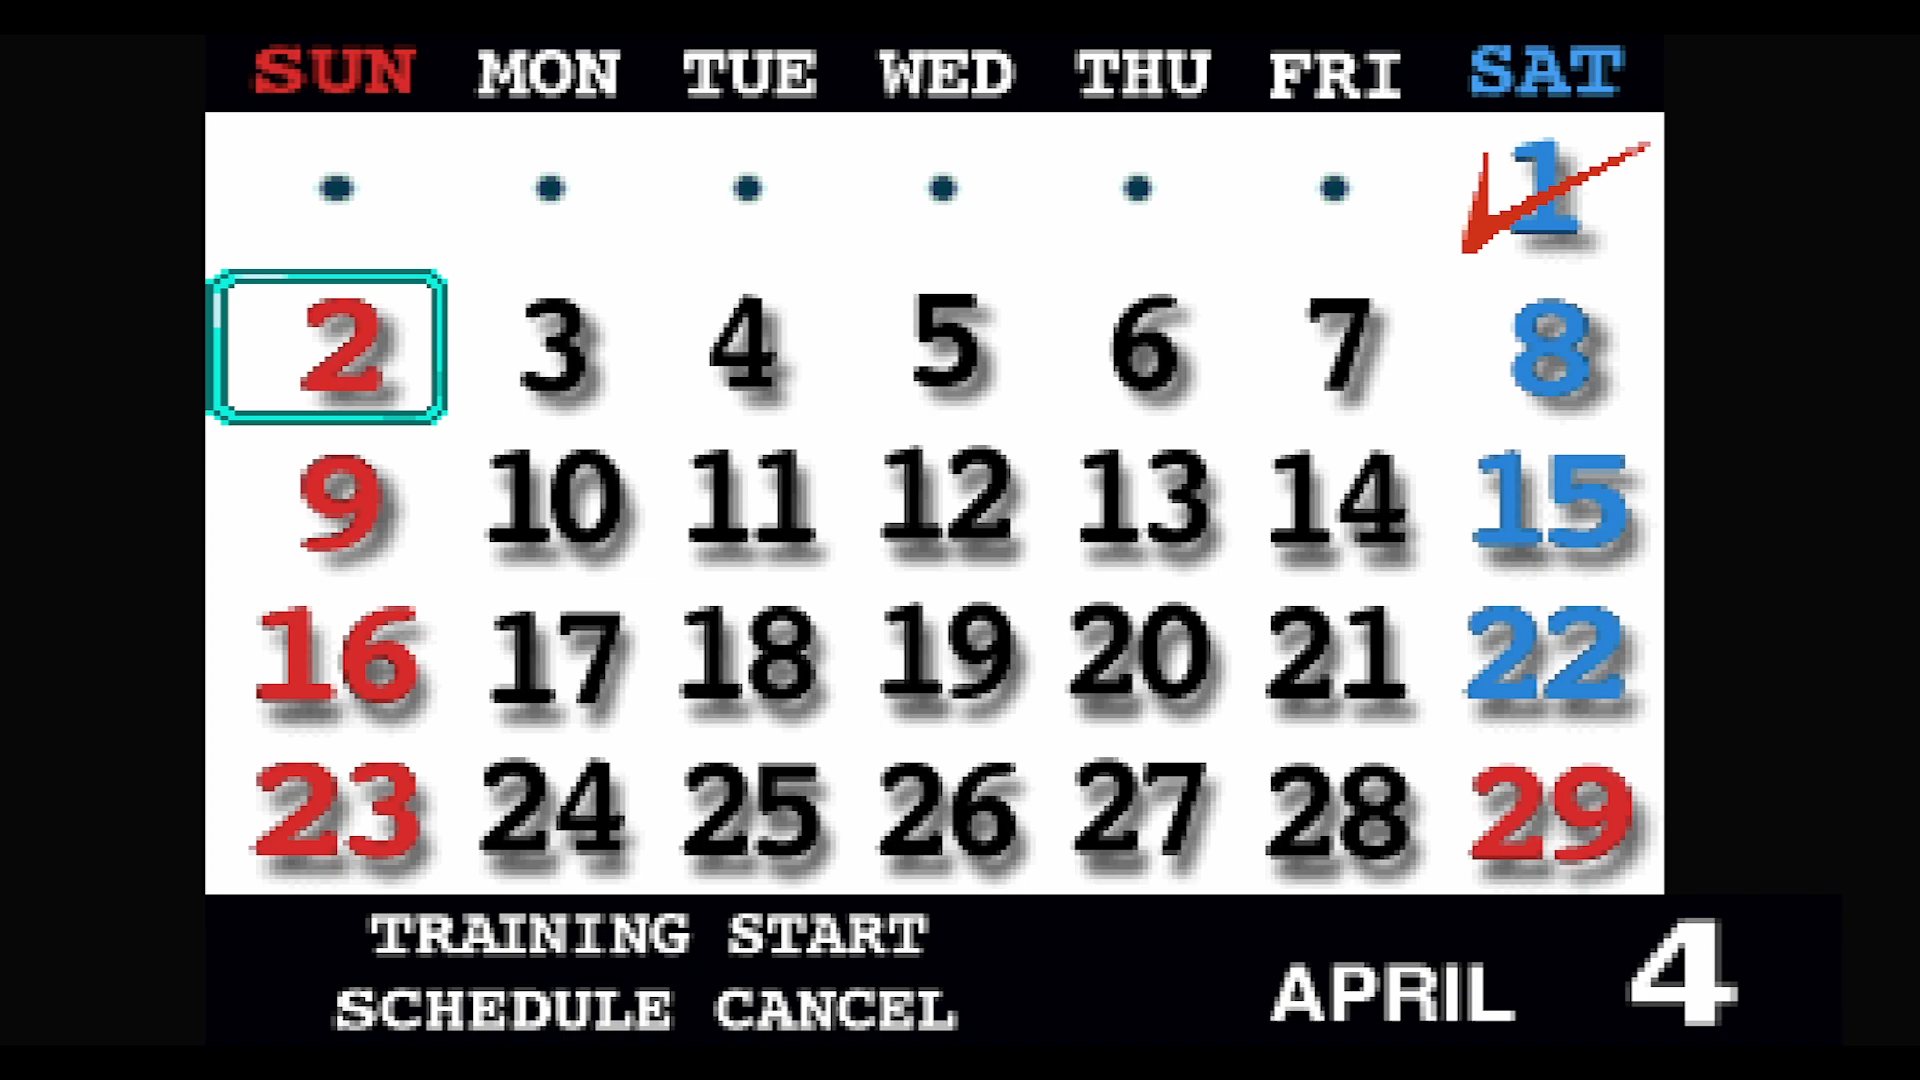 SUN MON TUE WED THU FRI SAT
• • • • • • 1
2 3 4 5 6 7 8
9 10 11 12 13 14 15
16 17 18 19 20 21 22
23 24 25 26 27 28 29
TRAINING START
SCHEDULE CANCEL
APRIL 4